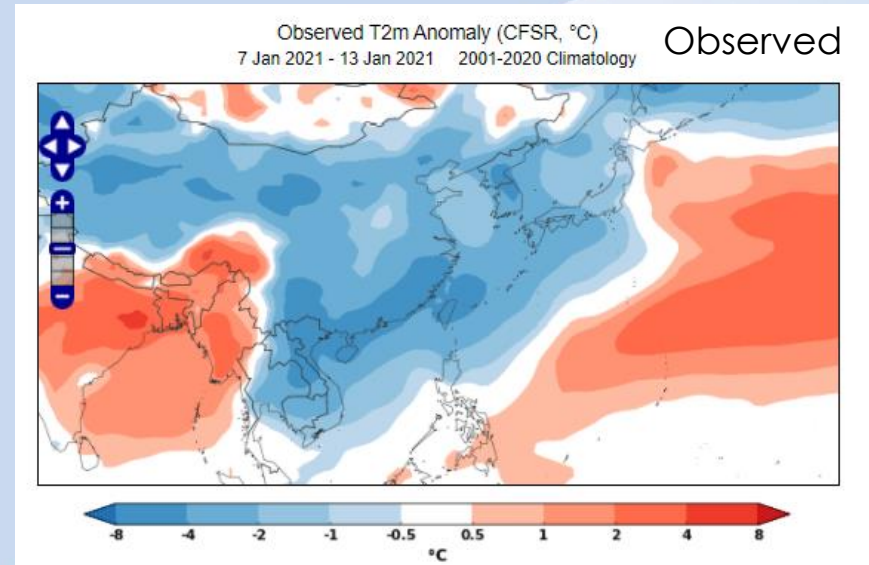 Observed T2m Anomaly (CFSR, °C)
Observed
7 Jan 2021 - 13 Jan 2021 2001-2020 Climatology
+
−
-8 -4 -2 -1 -0.5 0.5 1 2 4 8
°C